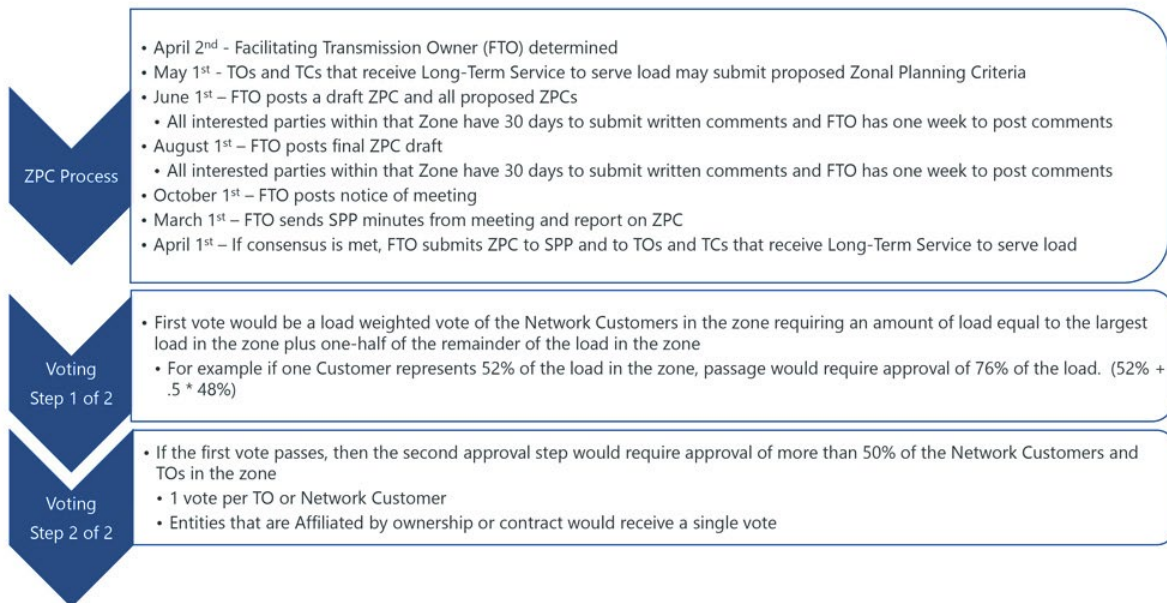 ZPC Process
• April 2nd - Facilitating Transmission Owner (FTO) determined
• May 1st - TOs and TCs that receive Long-Term Service to serve load may submit proposed Zonal Planning Criteria
• June 1st – FTO posts a draft ZPC and all proposed ZPCs
• All interested parties within that Zone have 30 days to submit written comments and FTO has one week to post comments
• August 1st – FTO posts final ZPC draft
• All interested parties within that Zone have 30 days to submit written comments and FTO has one week to post comments
• October 1st – FTO posts notice of meeting
• March 1st – FTO sends SPP minutes from meeting and report on ZPC
• April 1st – If consensus is met, FTO submits ZPC to SPP and to TOs and TCs that receive Long-Term Service to serve load
Voting
Step 1 of 2
• First vote would be a load weighted vote of the Network Customers in the zone requiring an amount of load equal to the largest
load in the zone plus one-half of the remainder of the load in the zone
• For example if one Customer represents 52% of the load in the zone, passage would require approval of 76% of the load. (52% +
.5 * 48%)
Voting
Step 2 of 2
• If the first vote passes, then the second approval step would require approval of more than 50% of the Network Customers and
TOs in the zone
• 1 vote per TO or Network Customer
• Entities that are Affiliated by ownership or contract would receive a single vote